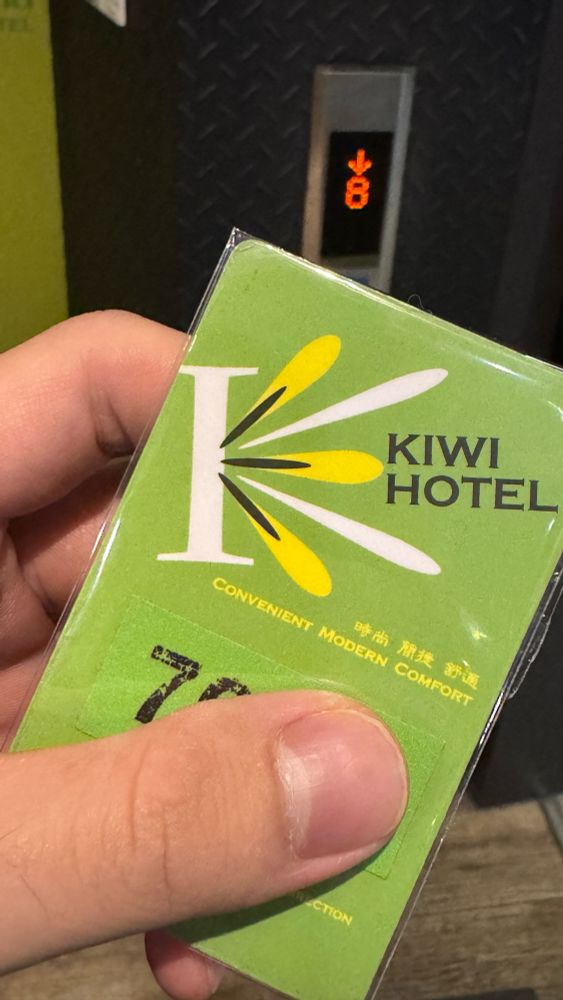 8
KIWI
HOTEL
時尚 簡捷 舒適
CONVENIENT MODERN COMFORT